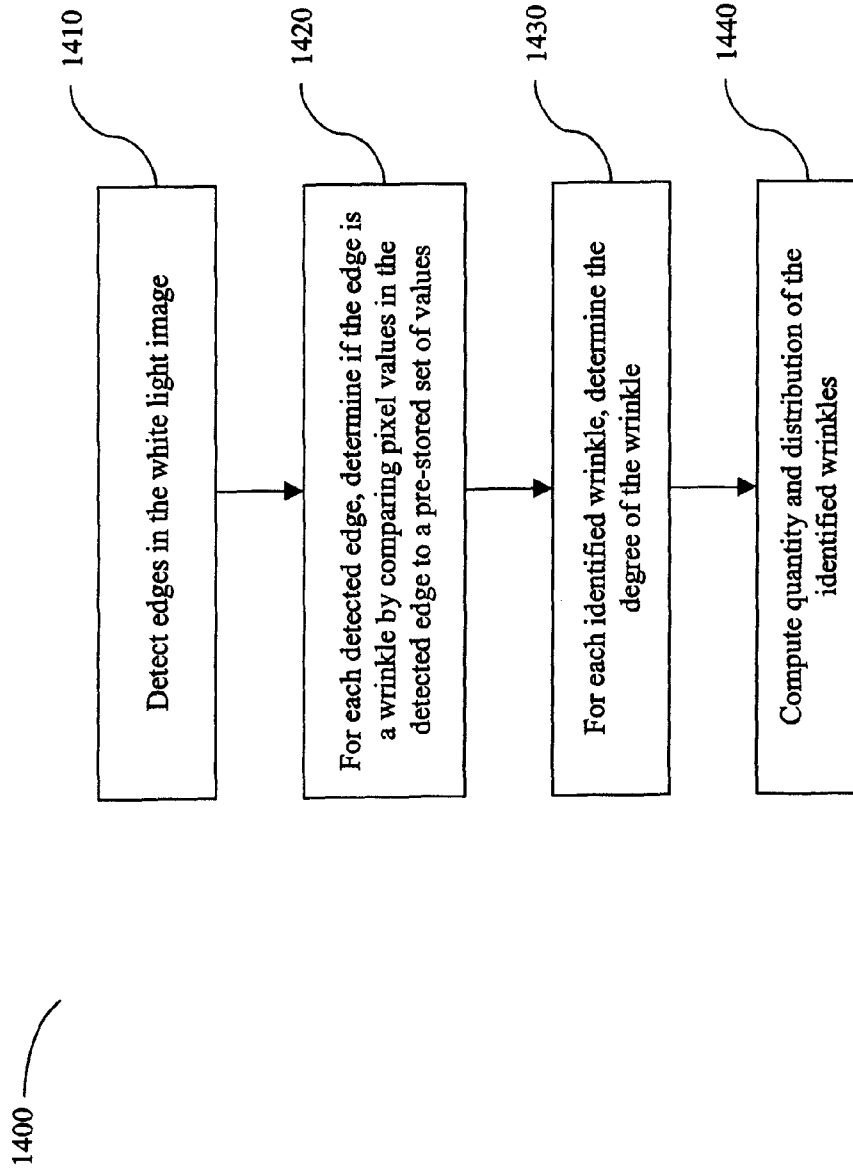 1400
1410
Detect edges in the white light image
1420
For each detected edge, determine if the edge is
a wrinkle by comparing pixel values in the
detected edge to a pre-stored set of values
1430
For each identified wrinkle, determine the
degree of the wrinkle
1440
Compute quantity and distribution of the
identified wrinkles